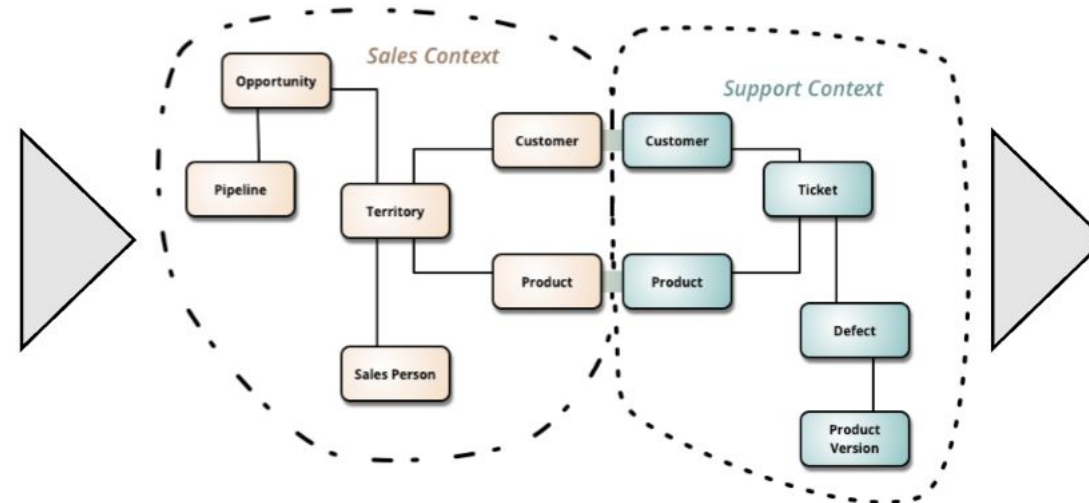 Sales Context
Opportunity
Pipeline
Territory
Customer
Product
Sales Person
Support Context
Customer
Product
Ticket
Defect
Product
Version